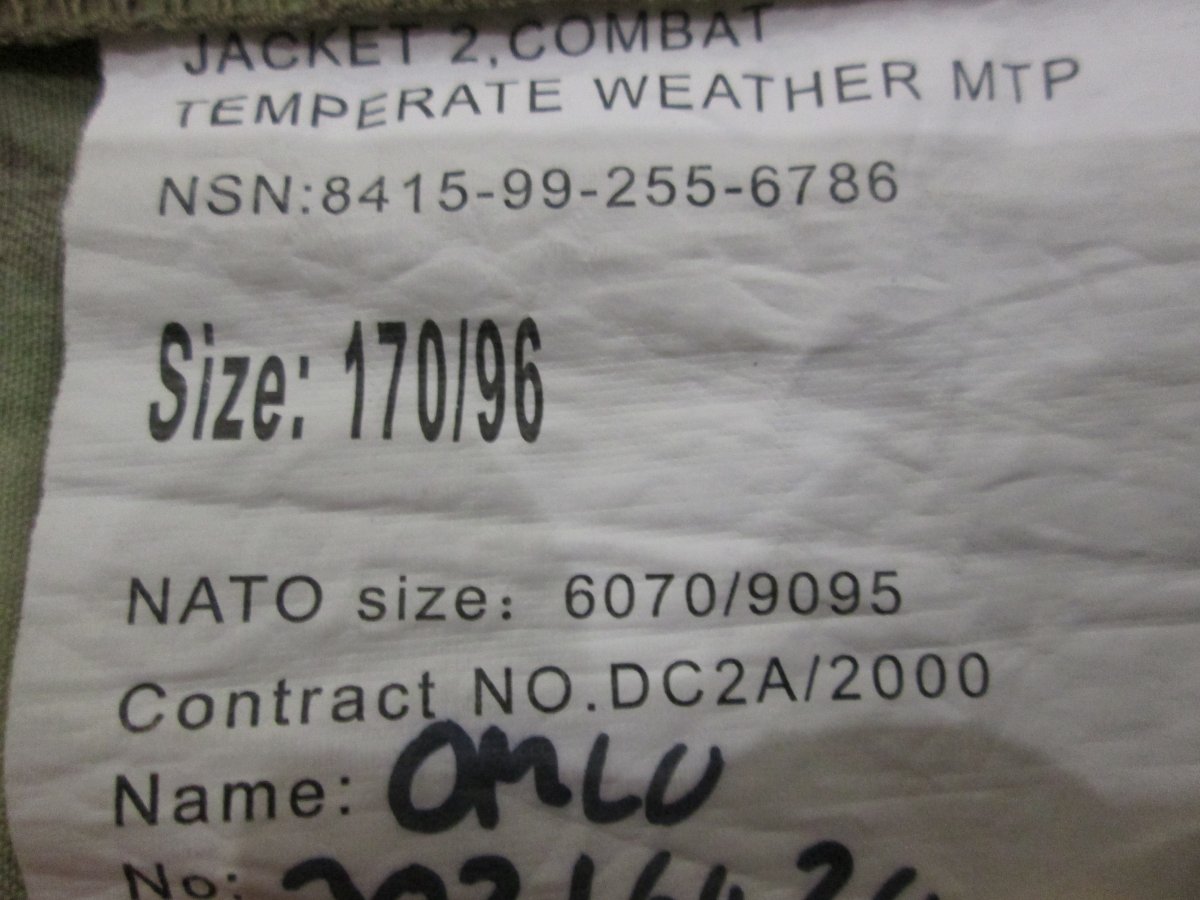 JACKET 2,COMBAT
TEMPERATE WEATHER MTP
NSN:8415-99-255-6786
Size: 170/96
NATO size: 6070/9095
Contract NO.DC2A/2000
Name:
No: